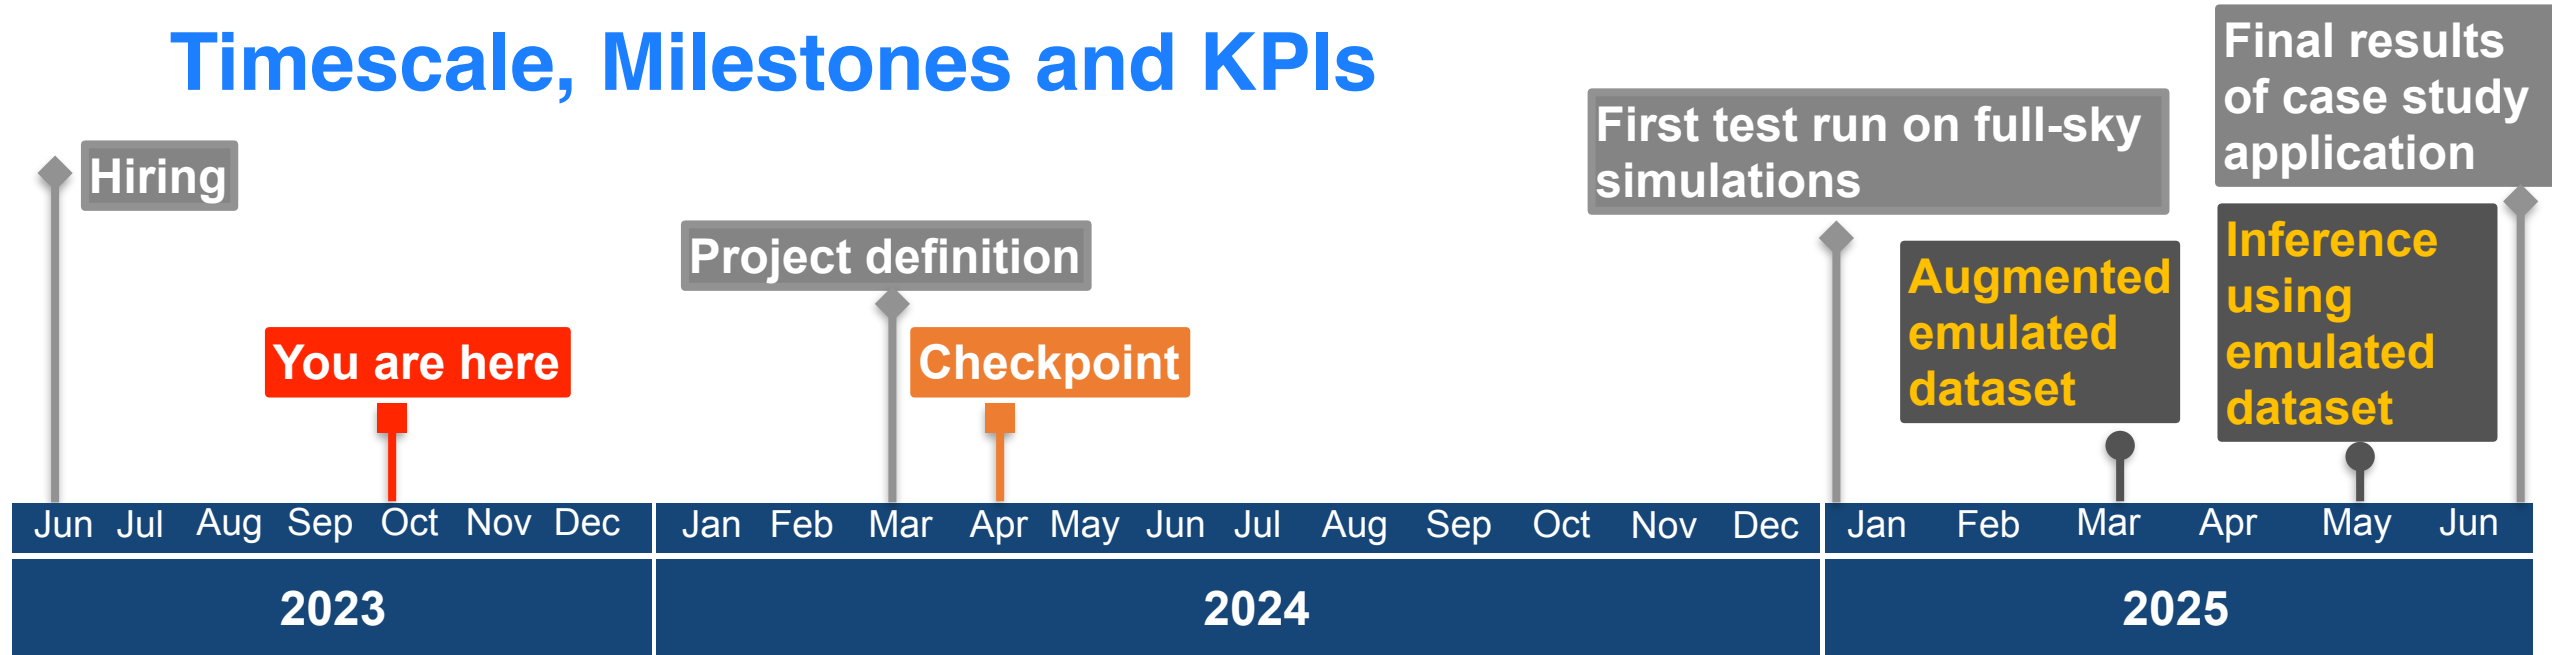 Timescale, Milestones and KPIs
Hiring
You are here
Project definition
Checkpoint
First test run on full-sky
simulations
Augmented
emulated
dataset
Final results
of case study
application
Inference
using
emulated
dataset
Jun Jul Aug Sep Oct Nov Dec Jan Feb Mar Apr May Jun Jul Aug Sep Oct Nov Dec Jan Feb Mar Apr May Jun
2023 2024 2025